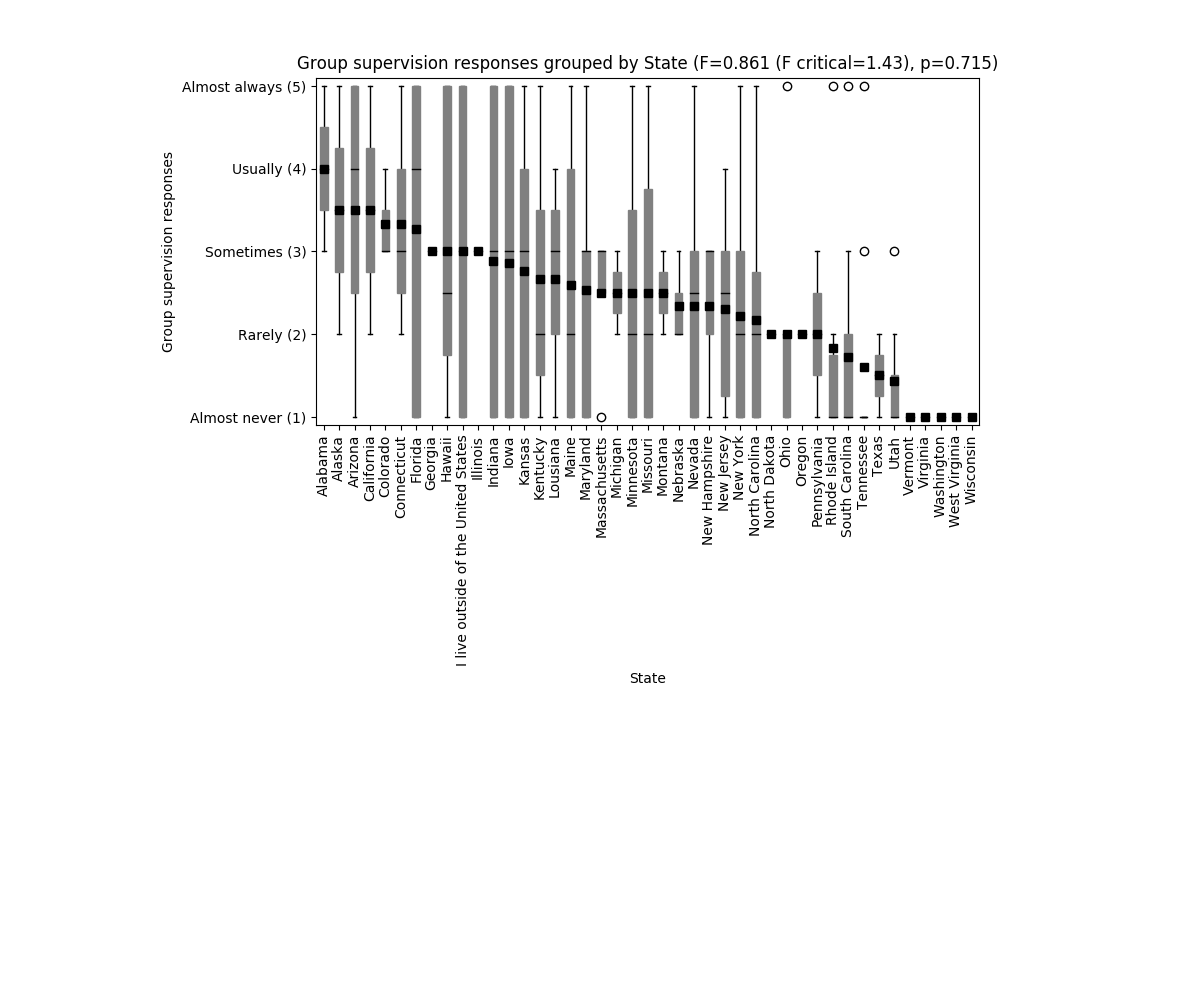 Group supervision responses grouped by State (F=0.861 (F critical=1.43), p=0.715)
Group supervision responses
Almost always (5)
Usually (4)
Sometimes (3)
Rarely (2)
Almost never (1)
Alabama
Alaska
Arizona
California
Colorado
Connecticut
Florida
Georgia
Hawaii
I live outside of the United States
Illinois
Indiana
Iowa
Kansas
Kentucky
Lousiana
Maine
Maryland
Massachusetts
Michigan
Minnesota
Missouri
Montana
Nebraska
Nevada
New Hampshire
New Jersey
New York
North Carolina
North Dakota
Ohio
Oregon
Pennsylvania
Rhode Island
South Carolina
Tennessee
Texas
Utah
Vermont
Virginia
Washington
West Virginia
Wisconsin
State